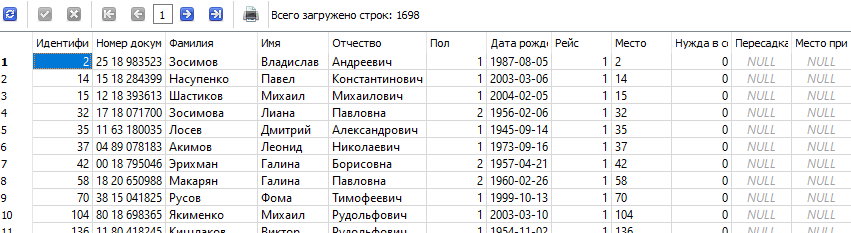 1 Всего загружено строк: 1698
Идентифи Номер докум Фамилия Имя Отчество Пол Дата рожде Рейс Место Нужда в со Пересадка Место при
1 2 25 18 983523 Зосимов Владислав Андреевич 1 1987-08-05 1 2 0 NULL NULL
2 14 15 18 284399 Насупенко Павел Константинович 1 2003-03-06 1 14 0 NULL NULL
3 15 12 18 393613 Шастиков Михаил Михаилович 1 2004-02-05 1 15 0 NULL NULL
4 32 17 18 071700 Зосимова Лиана Павловна 2 1956-02-06 1 32 0 NULL NULL
5 35 11 63 180035 Лосев Дмитрий Александрович 1 1945-09-14 1 35 0 NULL NULL
6 37 04 89 078183 Акимов Леонид Николаевич 1 1973-09-16 1 37 0 NULL NULL
7 42 00 18 795046 Эрихман Галина Борисовна 2 1957-04-21 1 42 0 NULL NULL
8 58 18 20 650988 Макарян Галина Павловна 2 1960-02-26 1 58 0 NULL NULL
9 70 38 15 041825 Русов Фома Тимофеевич 1 1999-10-13 1 70 0 NULL NULL
10 104 80 18 698365 Якименко Михаил Рудольфович 1 2003-03-10 1 104 0 NULL NULL
11 136 11 80 418245 Кишлаков Виктор Рудольфович 1 1954-11-02 1 136 0 NULL NULL